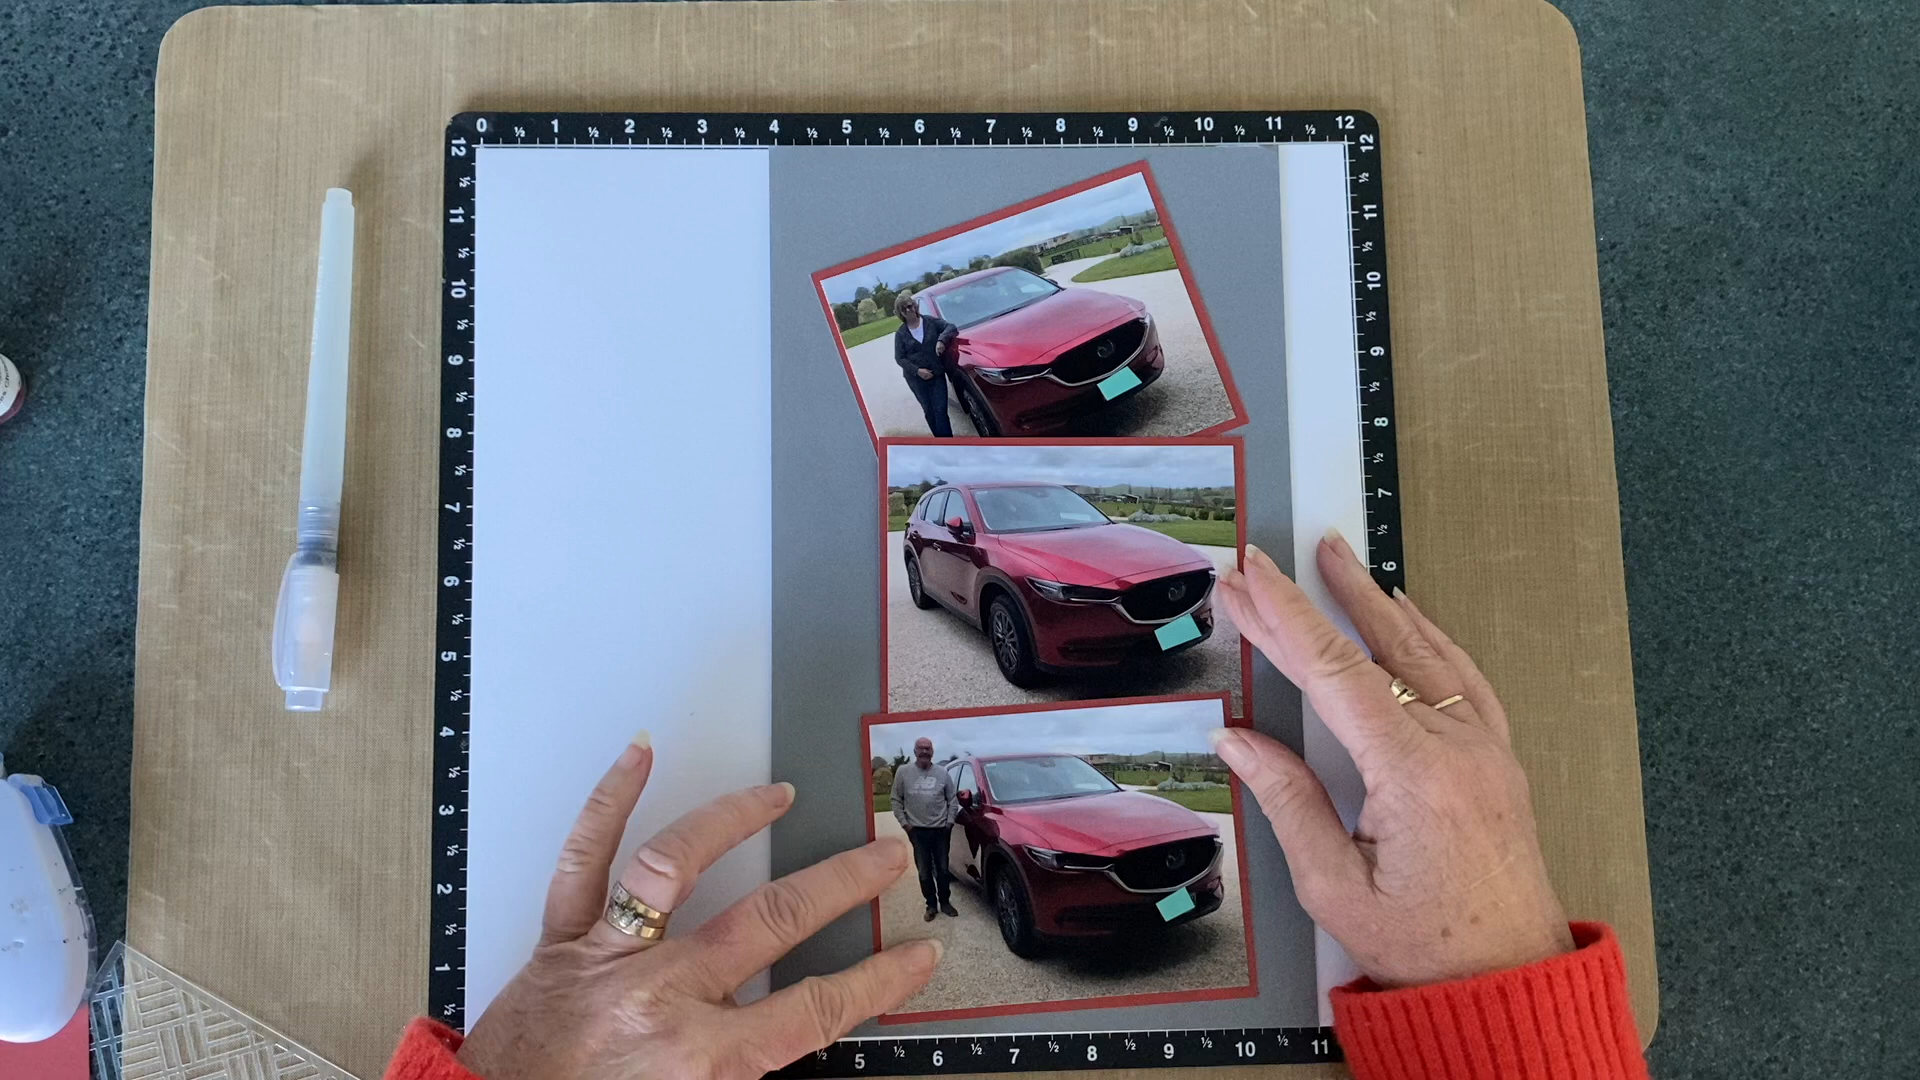 0 ½ 1 ½ 2 ½ 3 ½ 4 ½ 5 ½ 6 ½ 7 ½ 8 ½ 9 ½ 10 ½ 11 ½ 12
12 ½ 11 ½ 10 ½ 9 ½ 8 ½ 7 ½ 6 ½ 5 ½ 4 ½ 3 ½ 2 ½ 1 ½
12 ½ 11 ½ 10 ½ 9 ½ 8 ½ 7 ½ 6
NB
½ 5 ½ 6 ½ 7 ½ 8 ½ 9 ½ 10 ½ 11